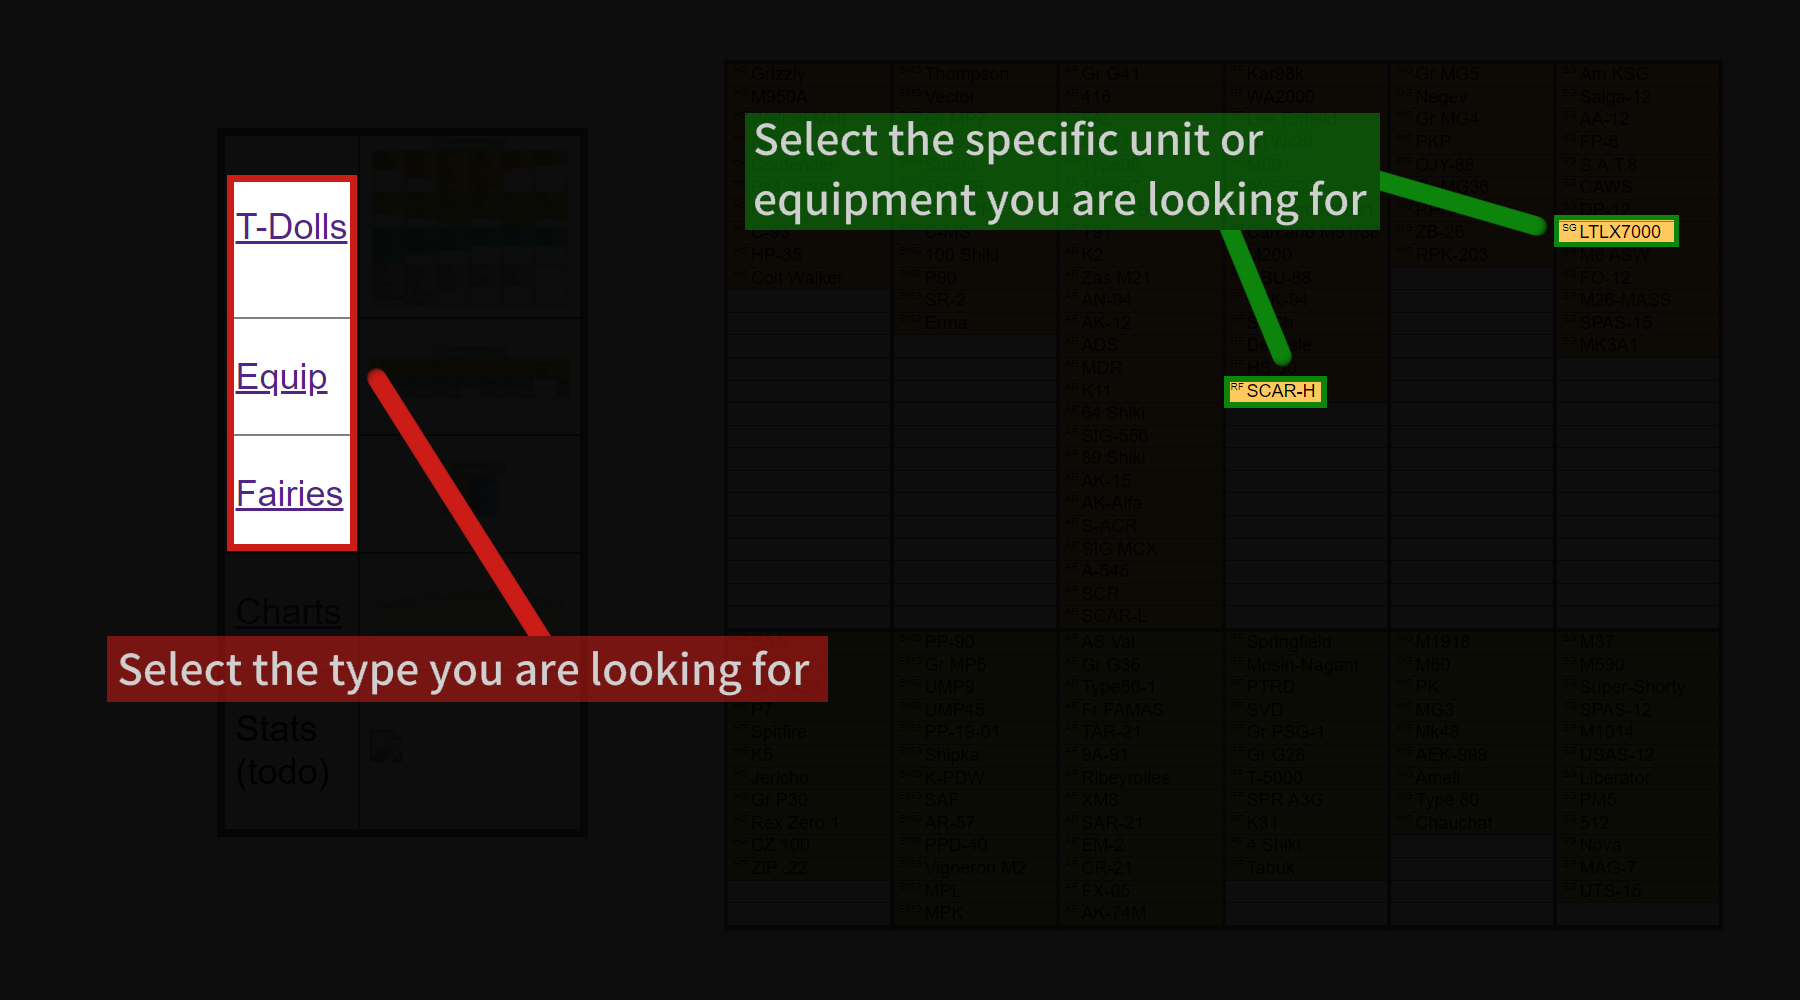 T-Dolls
Equip
Fairies
Charts
Stats
(todo)
Select the type you are looking for
Select the specific unit or
equipment you are looking for
HG Grizzly
HG M950A
HP-35
HG Colt Walker
SMG Thompson
SMG Vector
C-MS
SMG 100 Shiki
SMG P90
SMG SR-2
SMG Erma
AR Gr G41
AR 416
T91
AR K2
AR Zas M21
AR AN-94
AR AK-12
AR ADS
AR MDR
AR K11
AR 64 Shiki
AR SIG-556
AR 89 Shiki
AR AK-15
AR AK-Alfa
AR S-ACR
AR SIG MCX
AR A-545
AR SCR
AR SCAR-L
RF Kar98k
RF WA2000
Carcano M91/38
M200
RF SCAR-H
MG Gr MG5
MG Negev
MG Gr MG4
PKP
QJY-88
MG ZB-26
MG RPK-203
SG Am KSG
SG Saiga-12
SG AA-12
SG FP-6
SG S.A.T.8
SG CAWS
SG DP-12
SG LTLX7000
SG M6 ASW
SG FO-12
SG M26-MASS
SG SPAS-15
SG MK3A1
HG P7
HG Spitfire
HG K5
HG Jericho
HG Gr P30
HG Rex Zero 1
HG CZ 100
HG ZIP .22
SMG PP-90
SMG Gr MP5
SMG UMP9
SMG UMP45
SMG PP-19-01
SMG Shipka
SMG K-PDW
SMG SAF
SMG AR-57
SMG PPD-40
SMG Vigneron M2
SMG MPL
SMG MPK
AR AS Val
AR Gr G36
AR Type56-1
AR Fr FAMAS
AR TAR-21
AR 9A-91
AR Ribeyrolles
AR XM8
AR SAR-21
AR EM-2
AR CR-21
AR FX-05
AR AK-74M
RF Springfield
RF Mosin-Nagant
RF PTRD
RF SVD
RF Gr PSG-1
RF Gr G28
RF T-5000
RF SPR A3G
RF K31
RF 4 Shiki
RF Tabuk
MG M1918
MG M60
MG PK
MG MG3
MG Mk48
MG AEK-999
MG Ameli
MG Type 80
MG Chauchat
SG M37
SG M590
SG Super-Shorty
SG SPAS-12
SG M1014
SG USAS-12
SG Liberator
SG PM5
SG 512
SG Nova
SG MAG-7
SG UTS-15